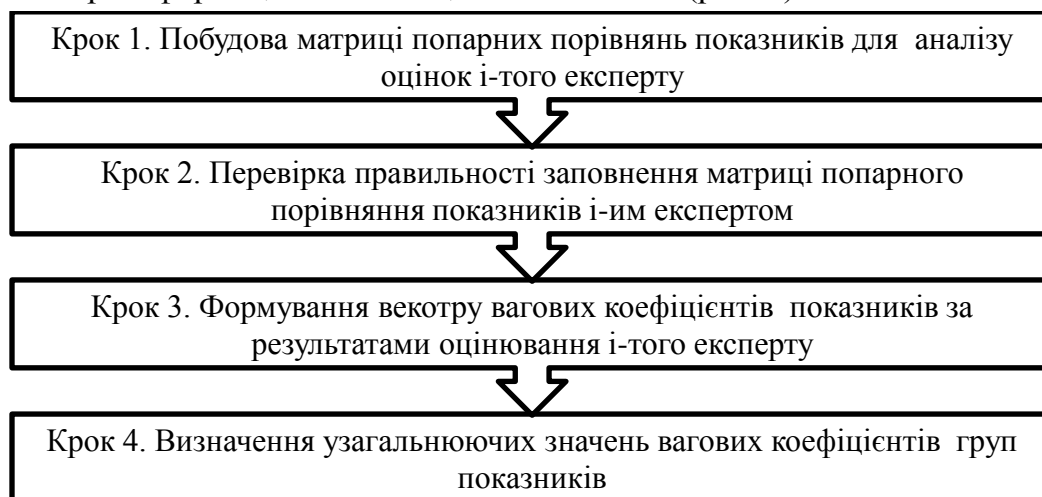 Крок 1. Побудова матриці попарних порівнянь показників для аналізу
оцінок і-того експерту
Крок 2. Перевірка правильності заповнення матриці попарного
порівняння показників і-им експертом
Крок 3. Формування векотру вагових коефіцієнтів показників за
результатами оцінювання і-того експерту
Крок 4. Визначення узагальнюючих значень вагових коефіцієнтів груп
показників